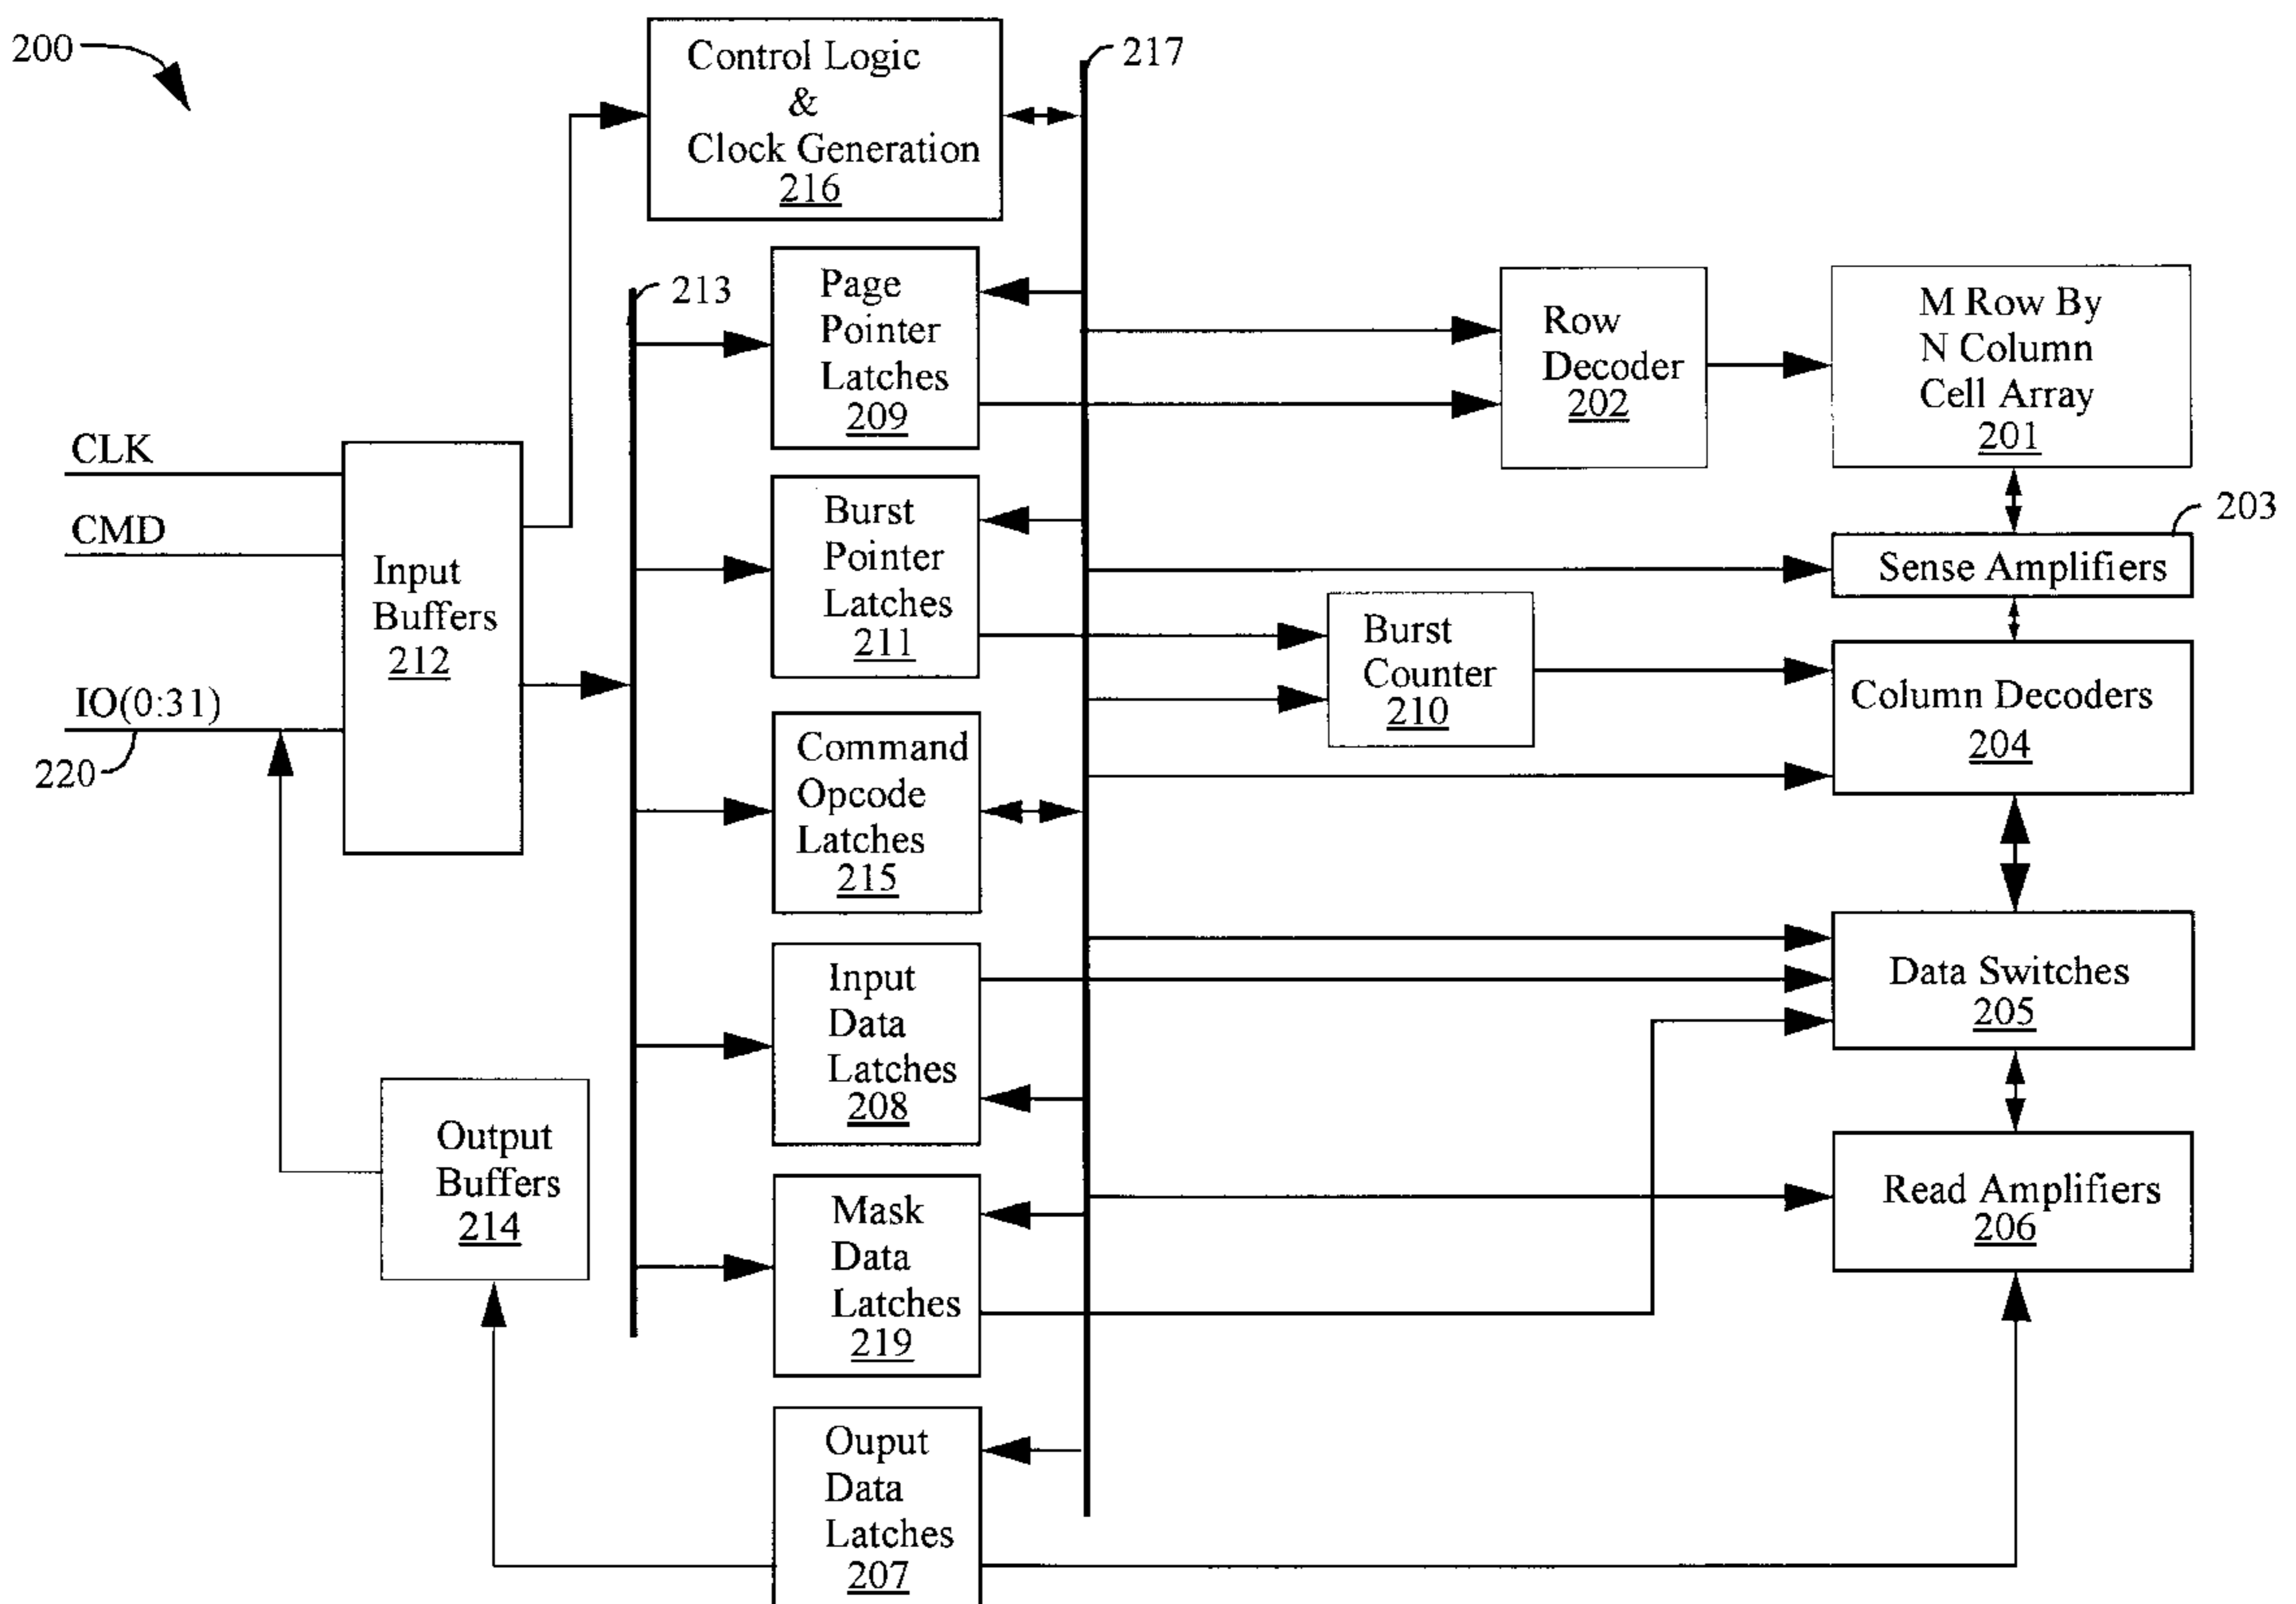 200
Control Logic
&
Clock Generation
216
217
213
Page
Pointer
Latches
209
Row
Decoder
202
M Row By
N Column
Cell Array
201
CLK
CMD
IO(0:31)
220
Input
Buffers
212
Burst
Pointer
Latches
211
203
Sense Amplifiers
Burst
Counter
210
Column Decoders
204
Command
Opcode
Latches
215
Input
Data
Latches
208
Data Switches
205
Output
Buffers
214
Mask
Data
Latches
219
Read Amplifiers
206
Ouput
Data
Latches
207